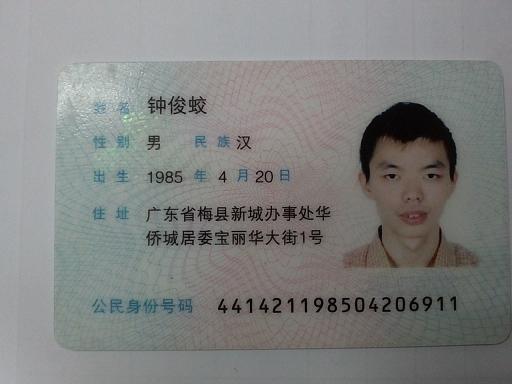 姓名 钟俊蛟
性别 男 民族 汉
出生 1985 年 4 月 20 日
住址 广东省梅县新城办事处华
侨城居委宝丽华大街1号
公民身份号码 441421198504206911